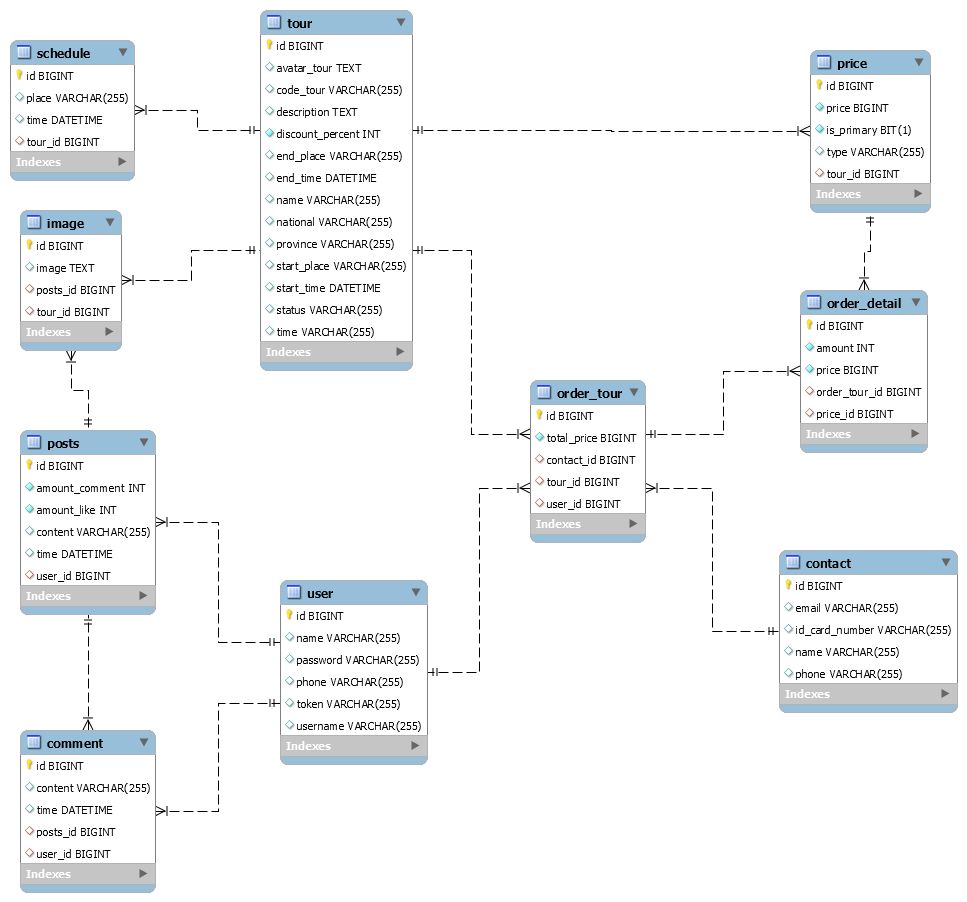 schedule
id BIGINT
place VARCHAR(255)
time DATETIME
tour_id BIGINT
Indexes
tour
id BIGINT
avatar_tour TEXT
code_tour VARCHAR(255)
description TEXT
discount_percent INT
end_place VARCHAR(255)
end_time DATETIME
name VARCHAR(255)
national VARCHAR(255)
province VARCHAR(255)
start_place VARCHAR(255)
start_time DATETIME
status VARCHAR(255)
time VARCHAR(255)
Indexes
price
id BIGINT
price BIGINT
is_primary BIT(1)
type VARCHAR(255)
tour_id BIGINT
Indexes
image
id BIGINT
image TEXT
posts_id BIGINT
tour_id BIGINT
Indexes
order_detail
id BIGINT
amount INT
price BIGINT
order_tour_id BIGINT
price_id BIGINT
Indexes
order_tour
id BIGINT
total_price BIGINT
contact_id BIGINT
tour_id BIGINT
user_id BIGINT
Indexes
posts
id BIGINT
amount_comment INT
amount_like INT
content VARCHAR(255)
time DATETIME
user_id BIGINT
Indexes
contact
id BIGINT
email VARCHAR(255)
id_card_number VARCHAR(255)
name VARCHAR(255)
phone VARCHAR(255)
Indexes
user
id BIGINT
name VARCHAR(255)
password VARCHAR(255)
phone VARCHAR(255)
token VARCHAR(255)
username VARCHAR(255)
Indexes
comment
id BIGINT
content VARCHAR(255)
time DATETIME
posts_id BIGINT
user_id BIGINT
Indexes